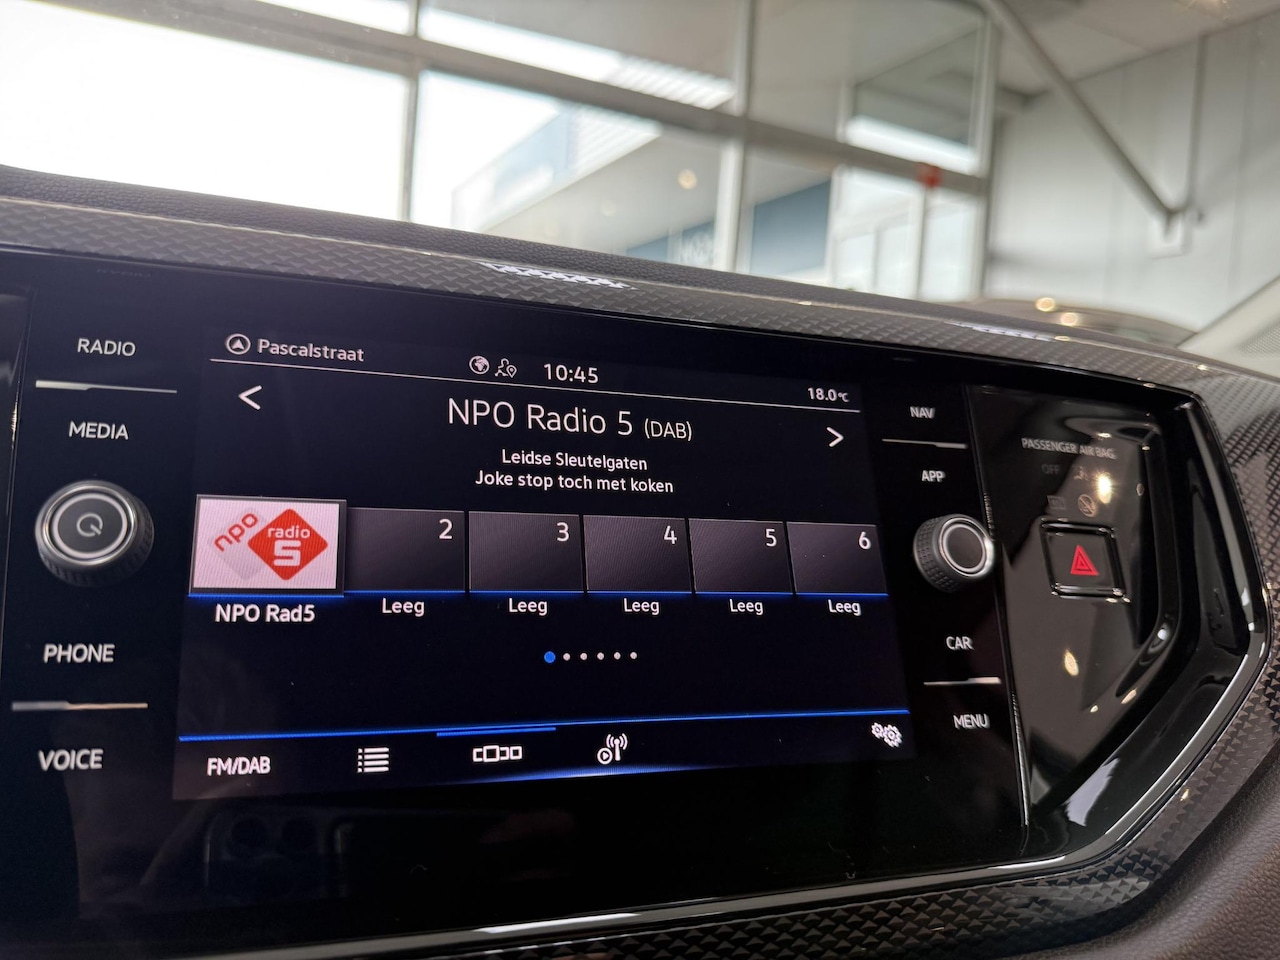 RADIO
MEDIA
PHONE
VOICE
Pascalstraat
10:45
18.0°C
<
NPO Radio 5 (DAB)
>
Leidse Sleutelgaten
Joke stop toch met koken
npo radio 5
2
3
4
5
6
NPO Rad5
Leeg
Leeg
Leeg
Leeg
Leeg
FM/DAB
NAV
APP
CAR
MENU
PASSENGER AIR BAG
OFF